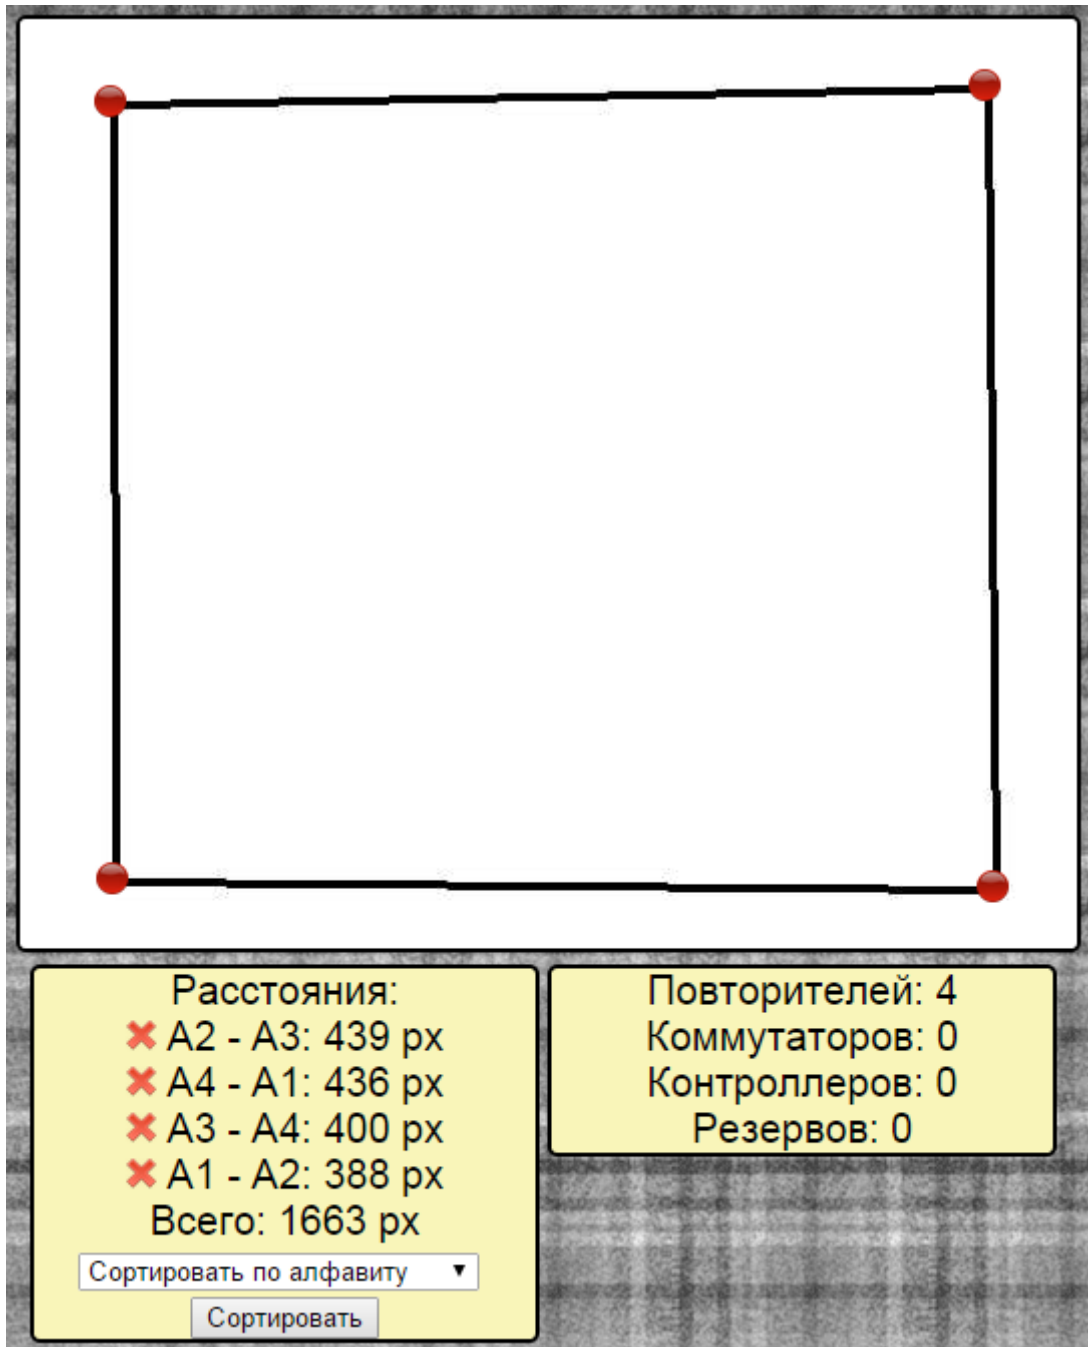 Расстояния:
A2 - A3: 439 px
A4 - A1: 436 px
A3 - A4: 400 px
A1 - A2: 388 px
Всего: 1663 px
Сортировать по алфавиту
Сортировать
Повторителей: 4
Коммутаторов: 0
Контроллеров: 0
Резервов: 0